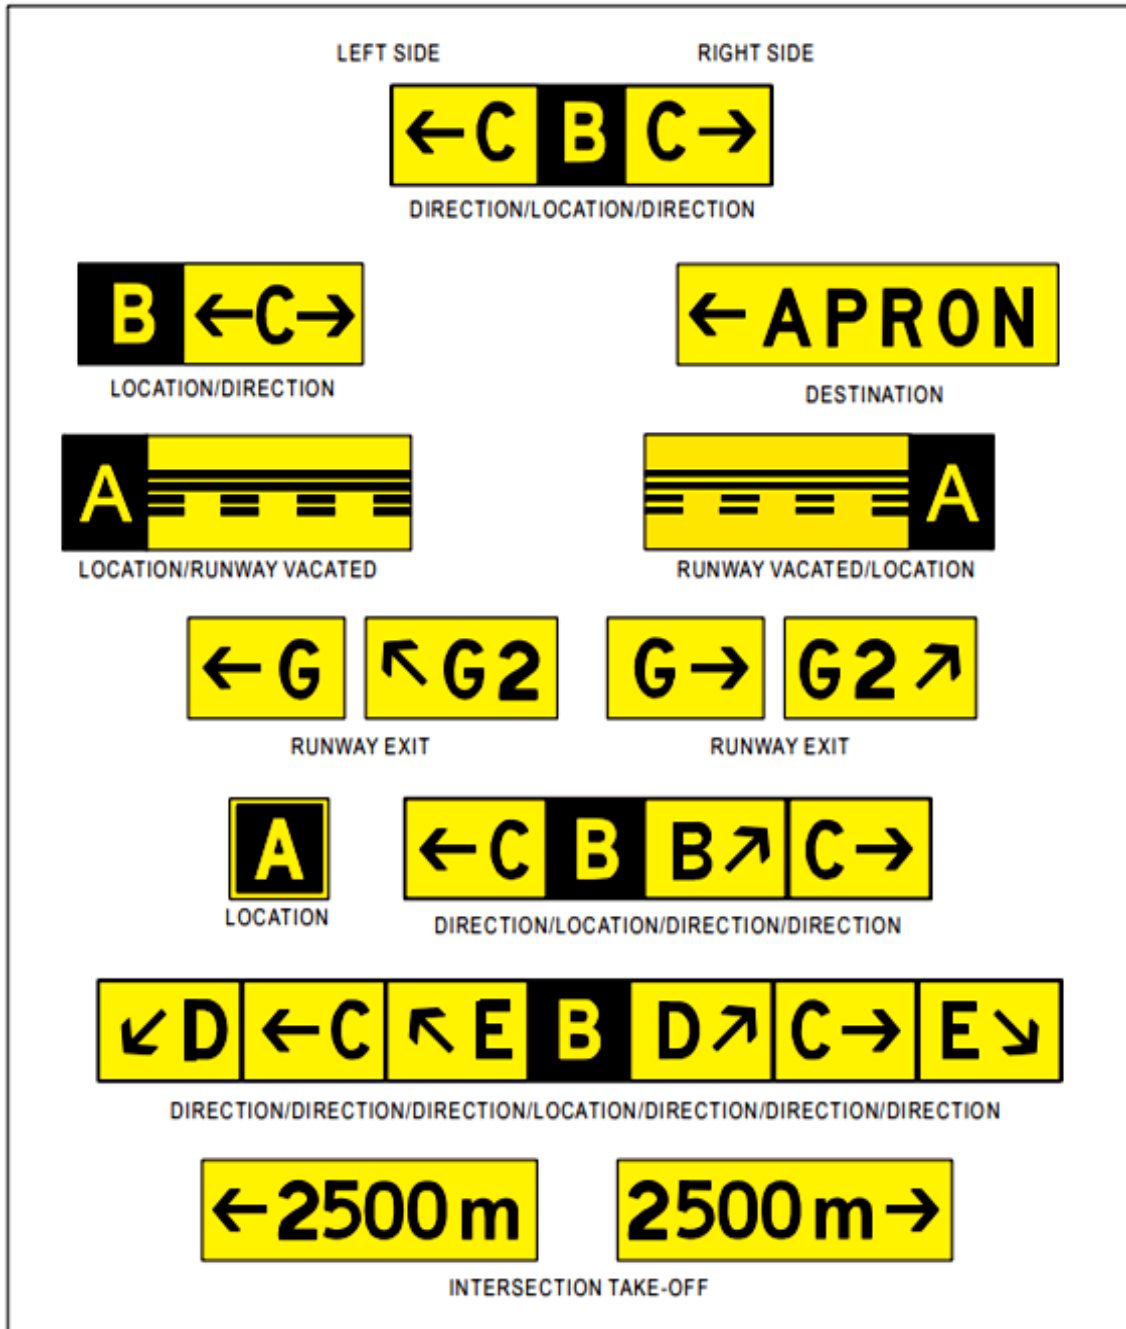 LEFT SIDE RIGHT SIDE
←C B C→
DIRECTION/LOCATION/DIRECTION
B ←C→ ←APRON
LOCATION/DIRECTION DESTINATION
A A
LOCATION/RUNWAY VACATED RUNWAY VACATED/LOCATION
←G ↖G2 G→ G2↗
RUNWAY EXIT RUNWAY EXIT
A ←C B B↗ C→
LOCATION DIRECTION/LOCATION/DIRECTION/DIRECTION
↙D ←C ↖E B D↗ C→ E↘
DIRECTION/DIRECTION/DIRECTION/LOCATION/DIRECTION/DIRECTION/DIRECTION
←2500m 2500m→
INTERSECTION TAKE-OFF